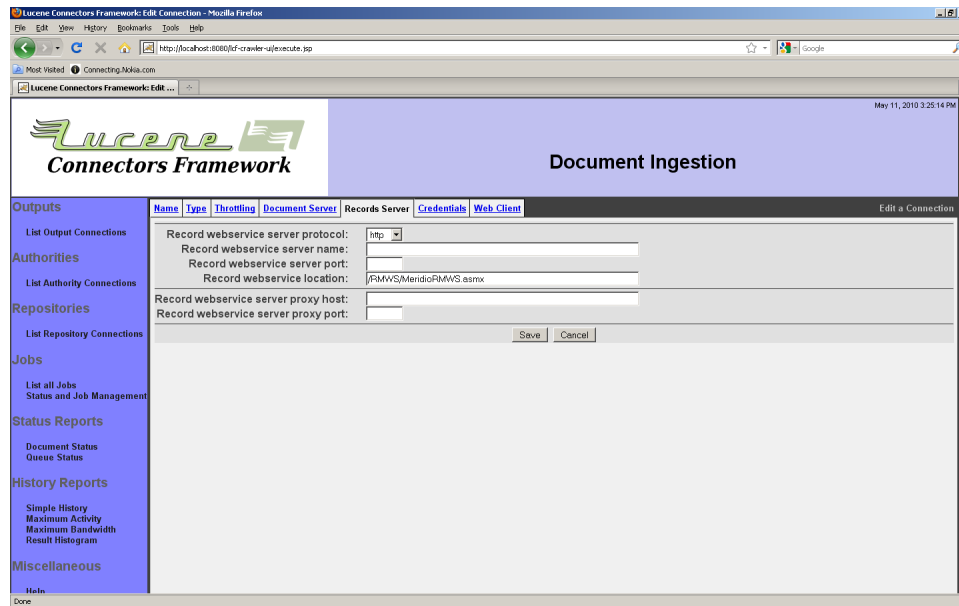 Lucene Connectors Framework: Edit Connection - Mozilla Firefox
File Edit View History Bookmarks Tools Help
http://localhost:8080/lcf-crawler-ui/execute.jsp
Google
Most Visited Connecting.Nokia.com
Lucene Connectors Framework: Edit ...
May 11, 2010 3:25:14 PM
Lucene
Connectors Framework
Document Ingestion
Name Type Throttling Document Server Records Server Credentials Web Client
Edit a Connection
Outputs
List Output Connections
Authorities
List Authority Connections
Repositories
List Repository Connections
Jobs
List all Jobs
Status and Job Management
Status Reports
Document Status
Queue Status
History Reports
Simple History
Maximum Activity
Maximum Bandwidth
Result Histogram
Miscellaneous
Help
Record webservice server protocol: http
Record webservice server name:
Record webservice server port:
Record webservice location: /RMWS/MeridioRMWS.asmx
Record webservice server proxy host:
Record webservice server proxy port:
Save Cancel
Done